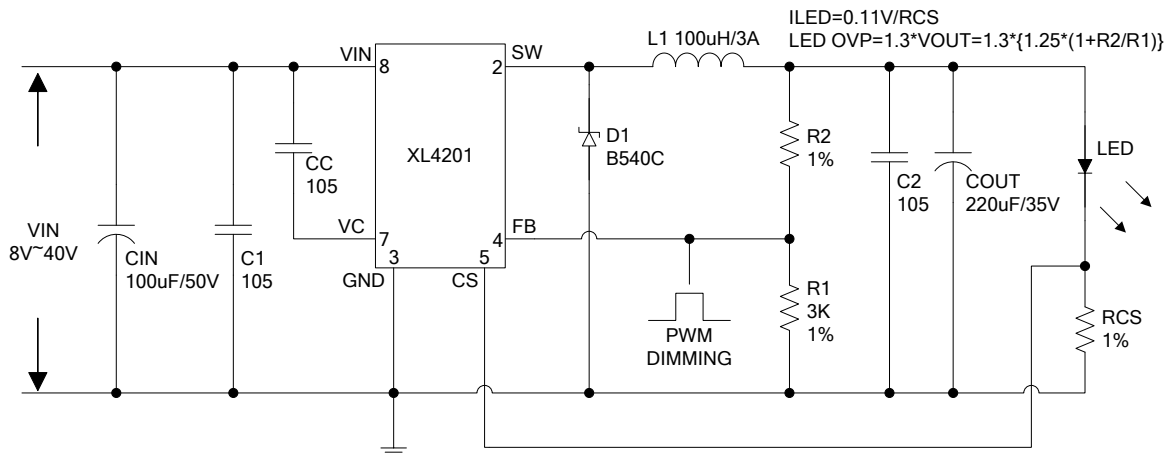 ILED=0.11V/RCS
LED OVP=1.3*VOUT=1.3*{1.25*(1+R2/R1)}
L1 100uH/3A
VIN
8
2
SW
XL4201
CC
105
D1
B540C
R2
1%
LED
C2
105
COUT
220uF/35V
VC
7
4
FB
VIN
8V~40V
CIN
100uF/50V
C1
105
3
GND
5
CS
R1
3K
1%
PWM
DIMMING
RCS
1%